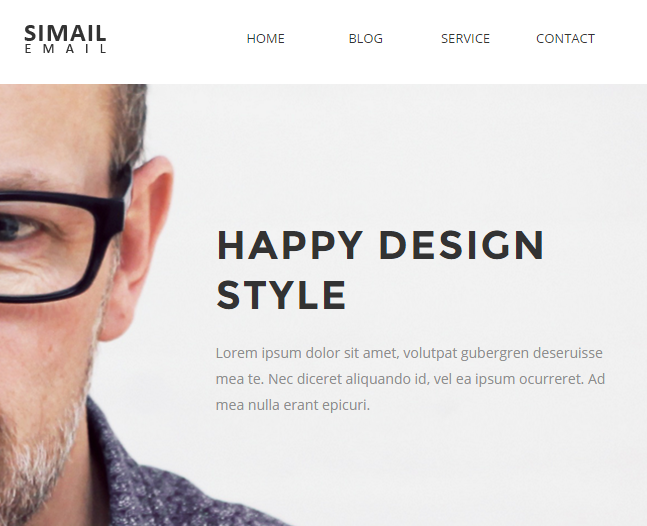 SIMAIL
EMAIL
HOME BLOG SERVICE CONTACT
HAPPY DESIGN
STYLE
Lorem ipsum dolor sit amet, volutpat gubergren deseruisse
mea te. Nec diceret aliquando id, vel ea ipsum ocurreret. Ad
mea nulla erant epicuri.